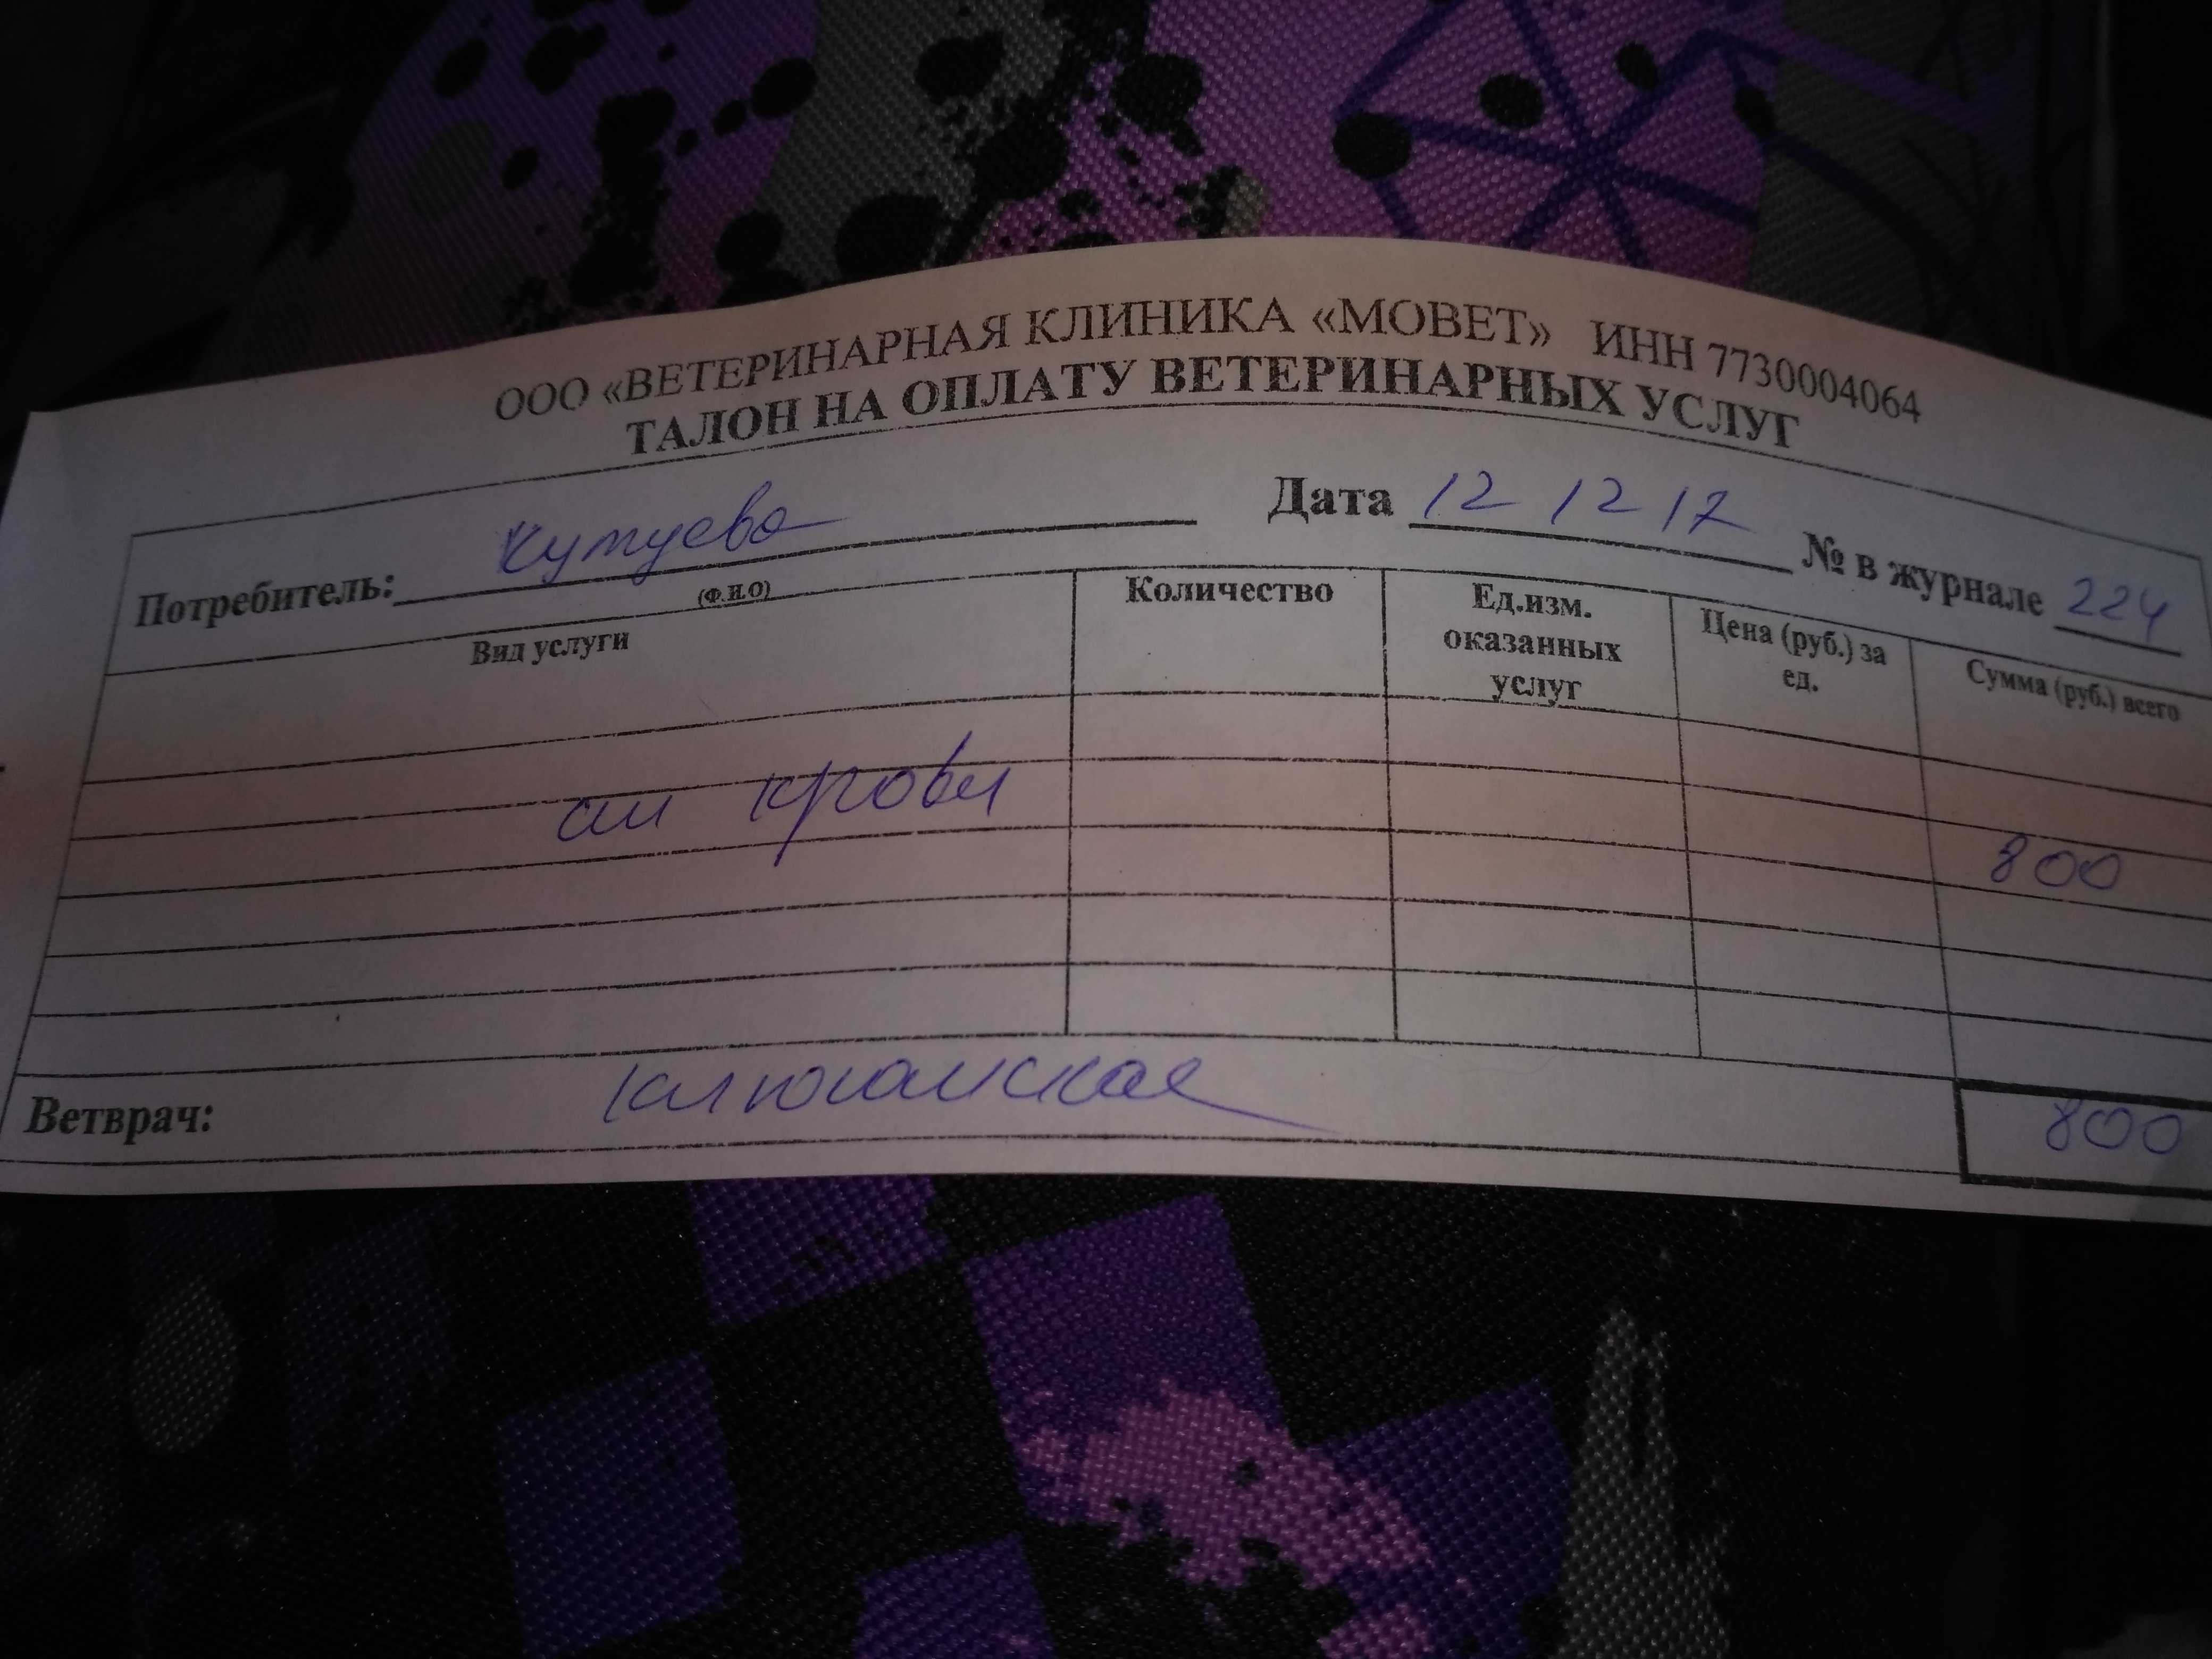 ООО «ВЕТЕРИНАРНАЯ КЛИНИКА «МОВЕТ» ИНН 7730004064
ТАЛОН НА ОПЛАТУ ВЕТЕРИНАРНЫХ УСЛУГ
Потребитель: Кутуева Дата 12 12 17 № в журнале 224
(Ф.И.О)
Вид услуги Количество Ед.изм. оказанных услуг Цена (руб.) за ед. Сумма (руб.) всего
ан крови 800
Ветврач: 800